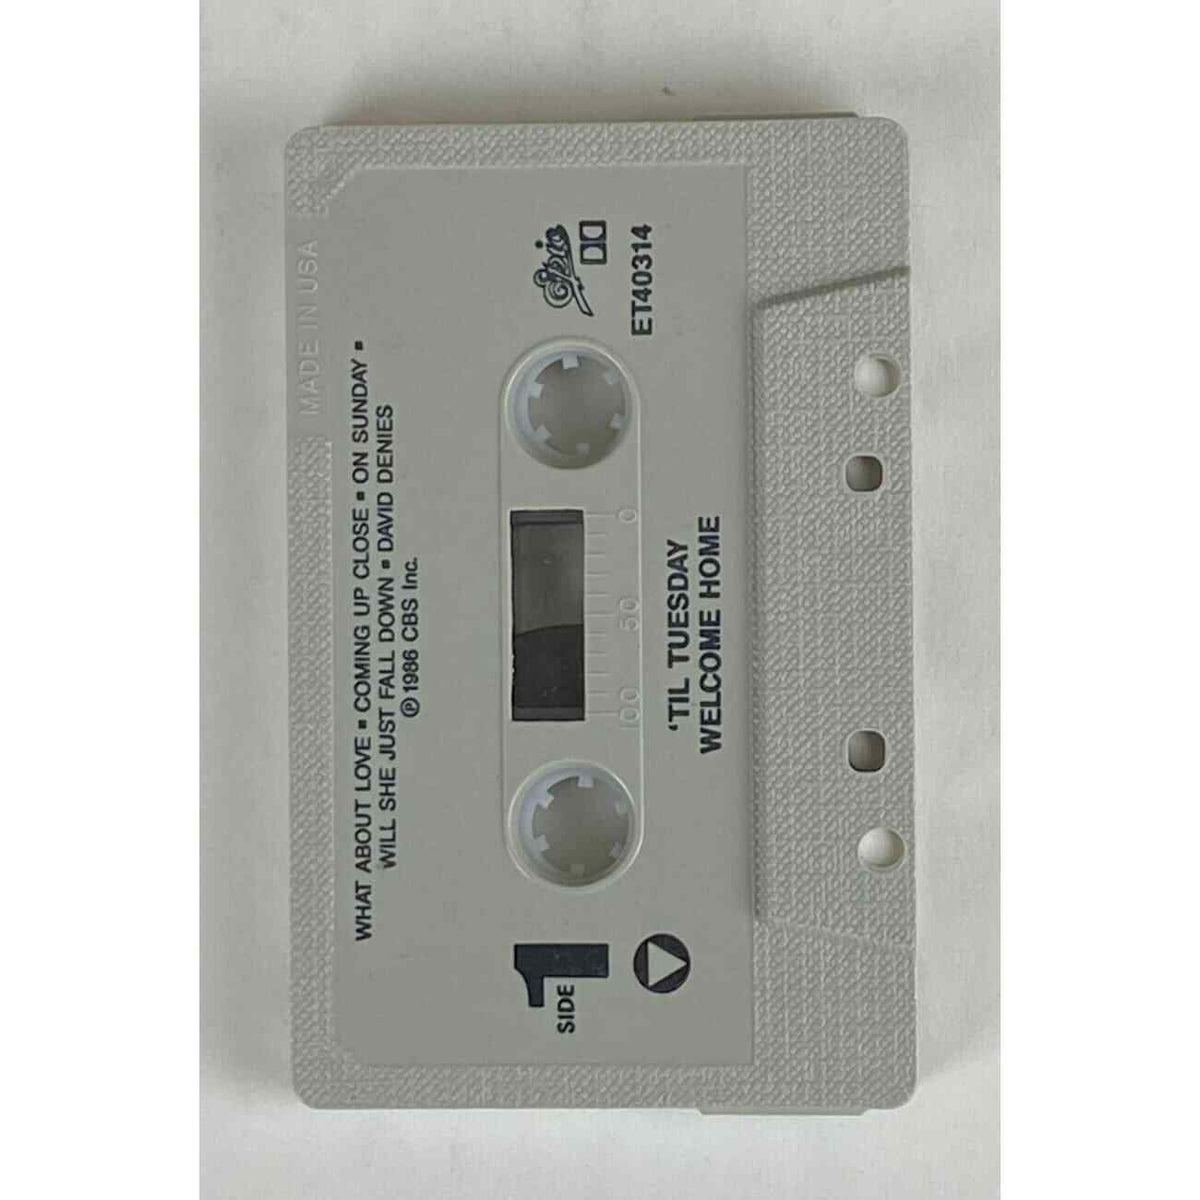 MADE IN USA
WHAT ABOUT LOVE ▪ COMING UP CLOSE ▪ ON SUNDAY ▪
WILL SHE JUST FALL DOWN ▪ DAVID DENIES
℗ 1986 CBS Inc.
SIDE 1
100 50 0
Epic
ET40314
'TIL TUESDAY
WELCOME HOME